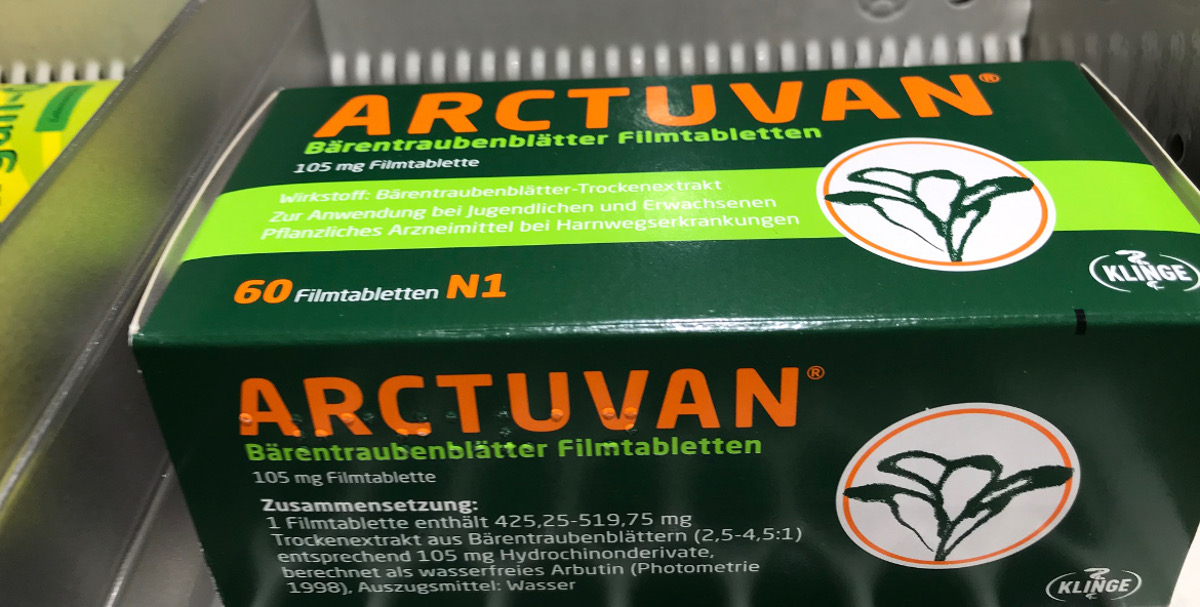 ARCTUVAN®
Bärentraubenblätter Filmtabletten
105 mg Filmtablette
Wirkstoff: Bärentraubenblätter-Trockenextrakt
Zur Anwendung bei Jugendlichen und Erwachsenen
Pflanzliches Arzneimittel bei Harnwegserkrankungen
KLINGE
60 Filmtabletten N1
ARCTUVAN®
Bärentraubenblätter Filmtabletten
105 mg Filmtablette
Zusammensetzung:
1 Filmtablette enthält 425,25-519,75 mg
Trockenextrakt aus Bärentraubenblättern (2,5-4,5:1)
entsprechend 105 mg Hydrochinonderivate,
berechnet als wasserfreies Arbutin (Photometrie
1998), Auszugsmittel: Wasser
KLINGE